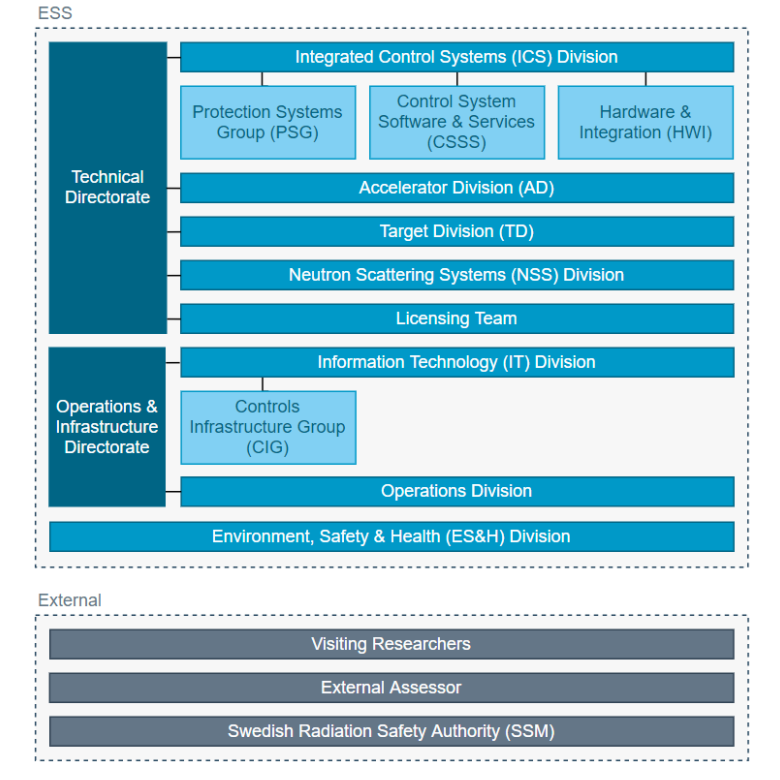 ESS
Technical
Directorate
Integrated Control Systems (ICS) Division
Protection Systems
Group (PSG)
Control System
Software & Services
(CSSS)
Hardware &
Integration (HWI)
Accelerator Division (AD)
Target Division (TD)
Neutron Scattering Systems (NSS) Division
Licensing Team
Operations &
Infrastructure
Directorate
Information Technology (IT) Division
Controls
Infrastructure Group
(CIG)
Operations Division
Environment, Safety & Health (ES&H) Division
External
Visiting Researchers
External Assessor
Swedish Radiation Safety Authority (SSM)